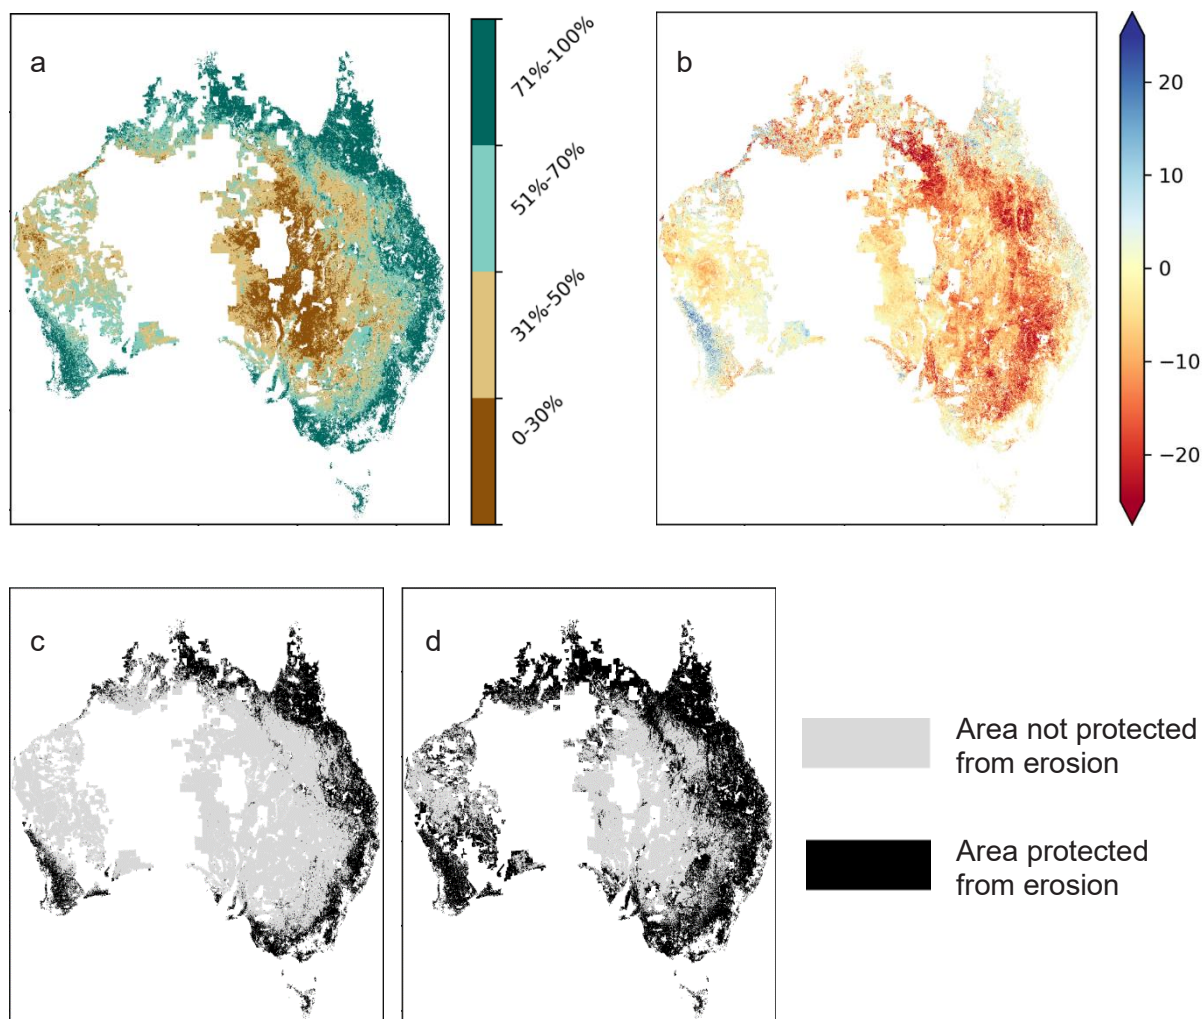 a
71%-100%
51%-70%
31%-50%
0-30%
b
20
10
0
−10
−20
c
d
Area not protected
from erosion
Area protected
from erosion